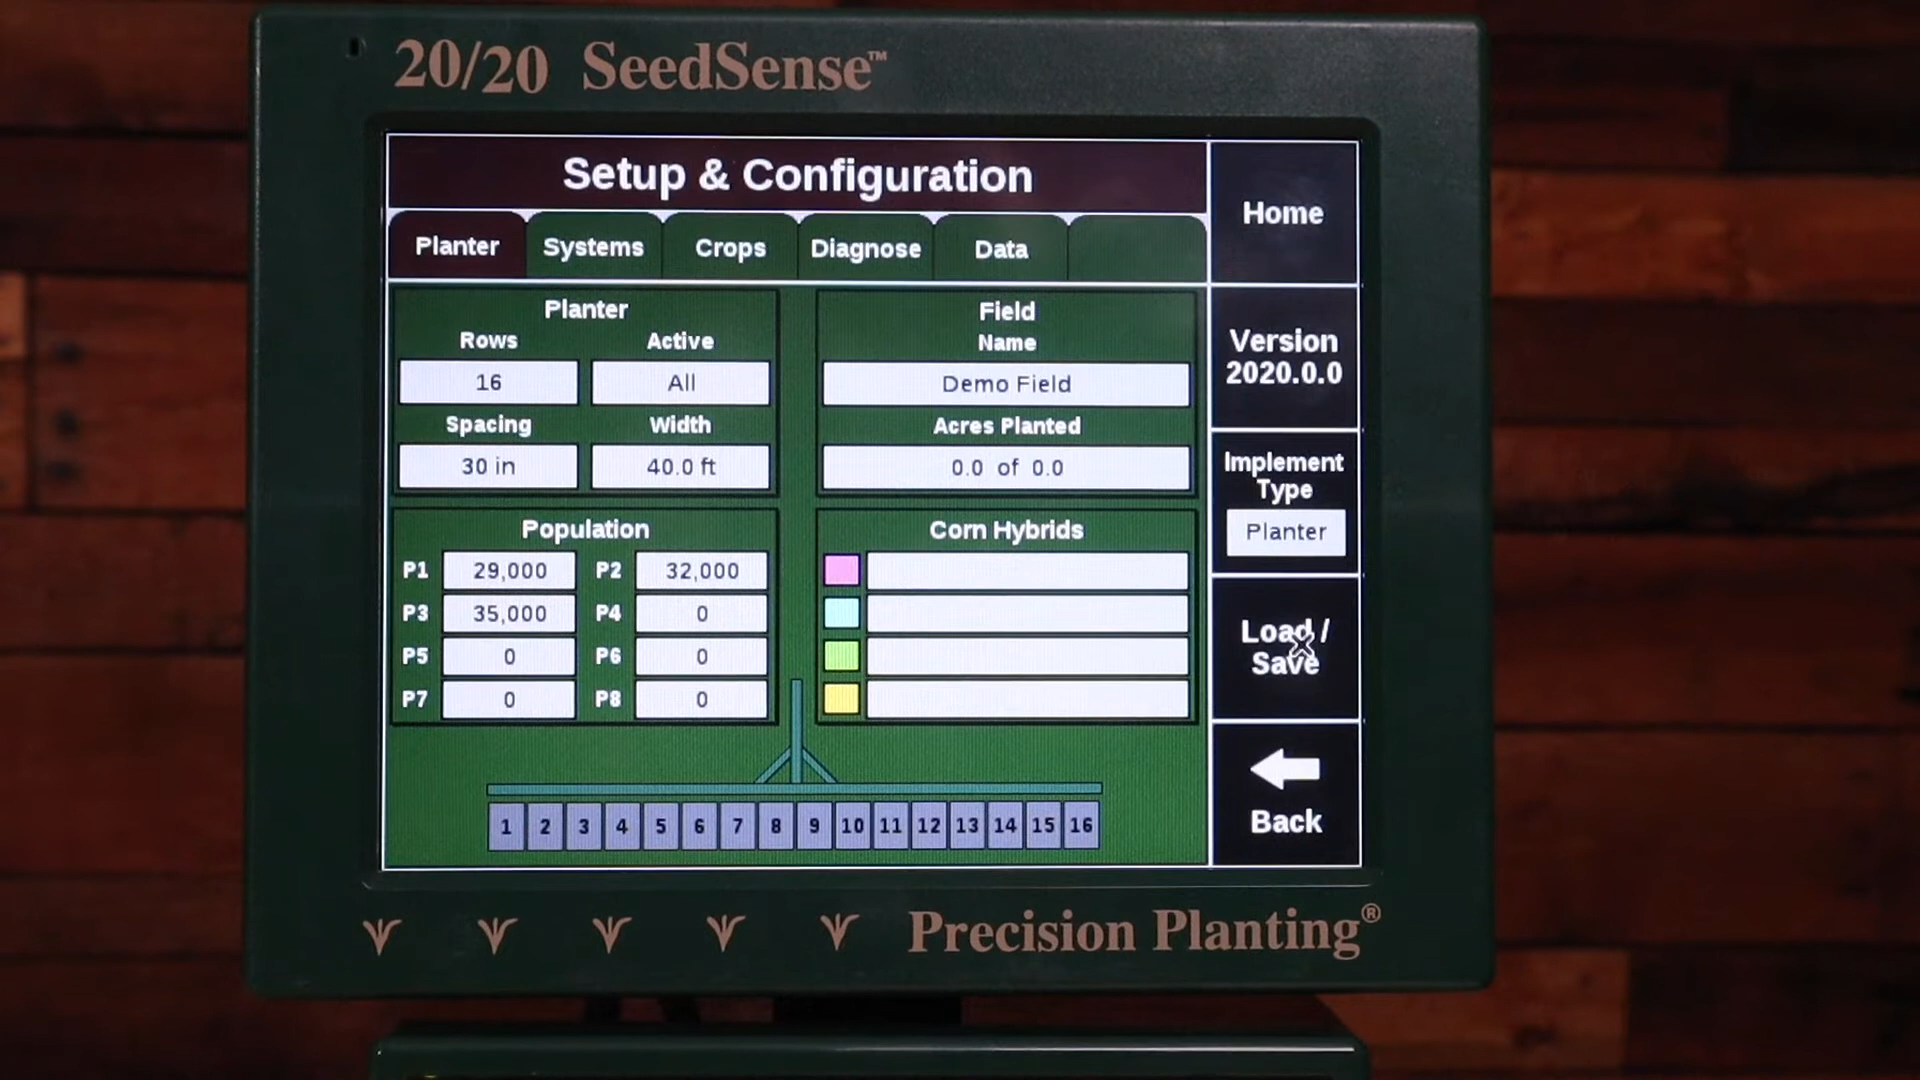 20/20 SeedSense™
Setup & Configuration
Planter Systems Crops Diagnose Data
Planter
Rows Active
16 All
Spacing Width
30 in 40.0 ft
Field
Name
Demo Field
Acres Planted
0.0 of 0.0
Population
P1 29,000 P2 32,000
P3 35,000 P4 0
P5 0 P6 0
P7 0 P8 0
Corn Hybrids
1 2 3 4 5 6 7 8 9 10 11 12 13 14 15 16
Home
Version
2020.0.0
Implement
Type
Planter
Load /
Save
Back
Precision Planting®